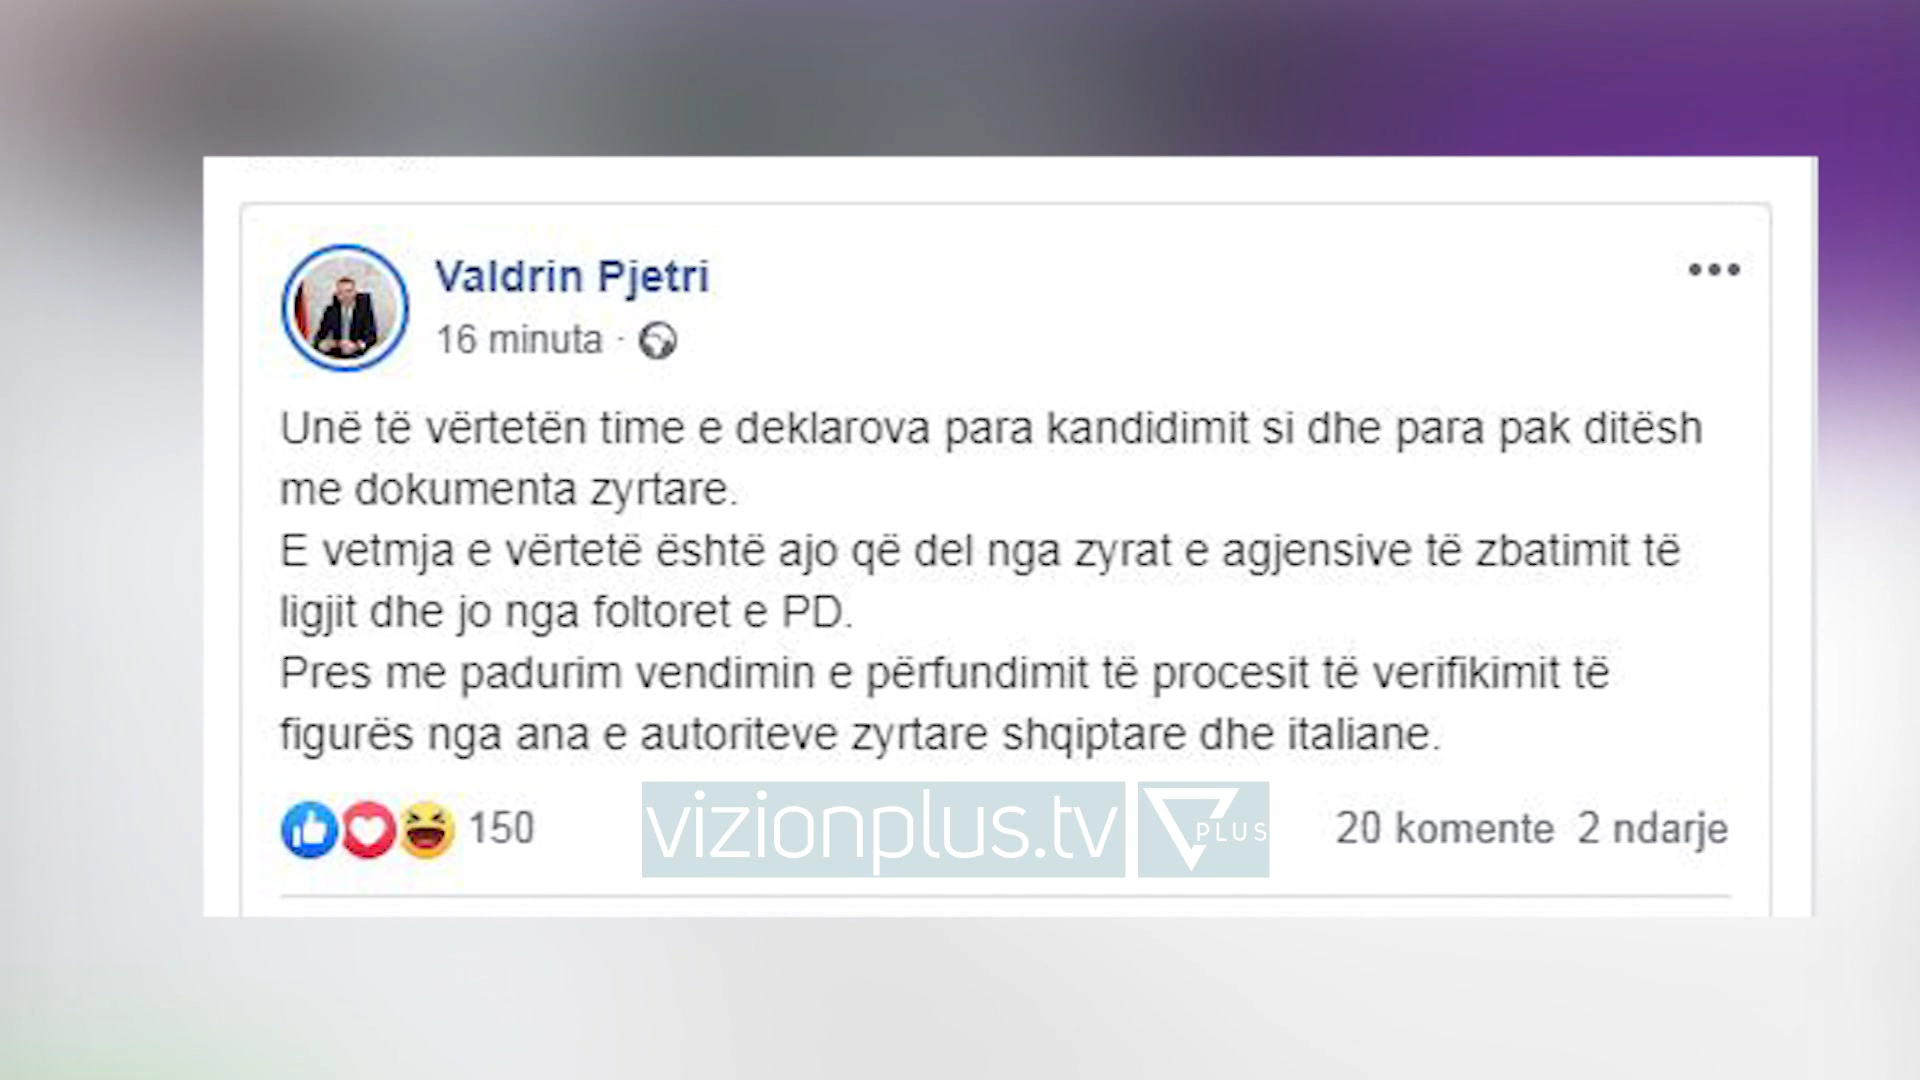 Valdrin Pjetri
16 minuta ·
Unë të vërtetën time e deklarova para kandidimit si dhe para pak ditësh
me dokumenta zyrtare.
E vetmja e vërtetë është ajo që del nga zyrat e agjensive të zbatimit të
ligjit dhe jo nga foltoret e PD.
Pres me padurim vendimin e përfundimit të procesit të verifikimit të
figurës nga ana e autoriteve zyrtare shqiptare dhe italiane.
150
20 komente 2 ndarje
vizionplus.tv PLUS